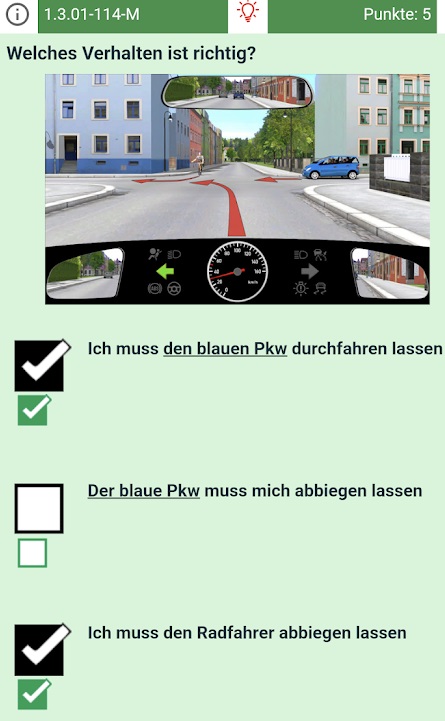 1.3.01-114-M
Punkte: 5
Welches Verhalten ist richtig?
Ich muss den blauen Pkw durchfahren lassen
Der blaue Pkw muss mich abbiegen lassen
Ich muss den Radfahrer abbiegen lassen